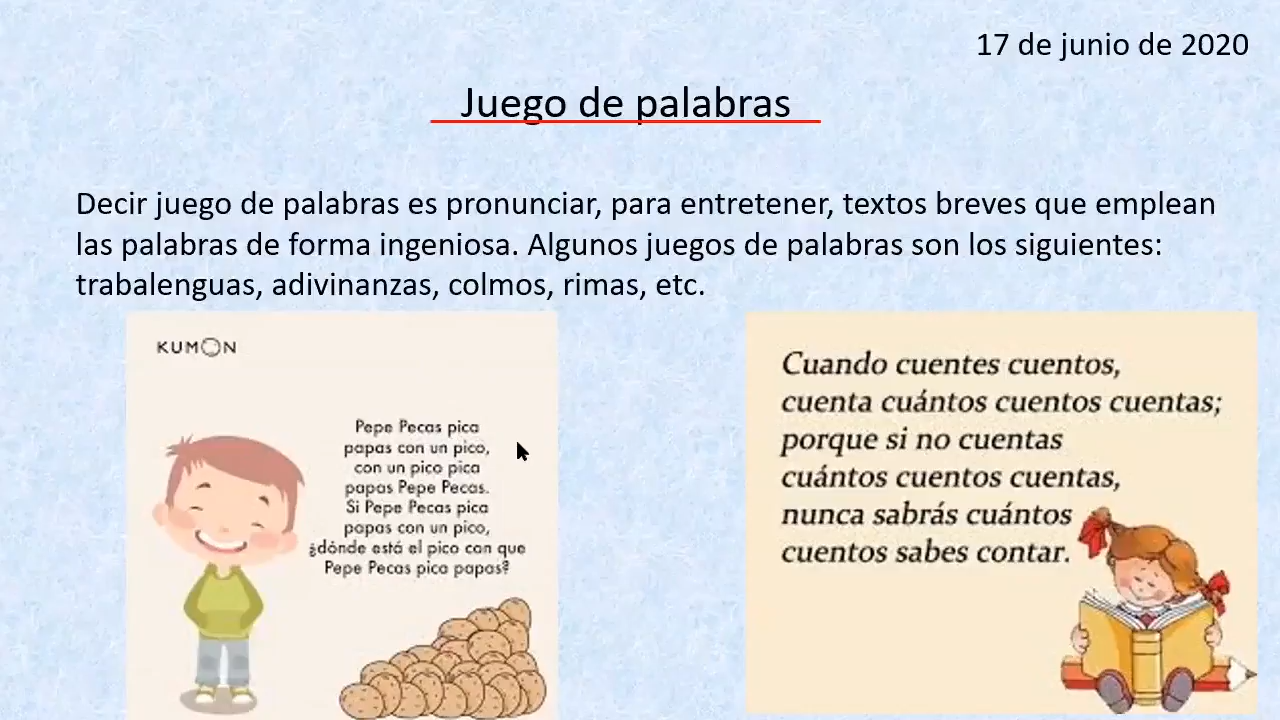 17 de junio de 2020
Juego de palabras
Decir juego de palabras es pronunciar, para entretener, textos breves que emplean
las palabras de forma ingeniosa. Algunos juegos de palabras son los siguientes:
trabalenguas, adivinanzas, colmos, rimas, etc.
KUMON
Pepe Pecas pica
papas con un pico,
con un pico pica
papas Pepe Pecas.
Si Pepe Pecas pica
papas con un pico,
¿dónde está el pico con que
Pepe Pecas pica papas?
Cuando cuentes cuentos,
cuenta cuántos cuentos cuentas;
porque si no cuentas
cuántos cuentos cuentas,
nunca sabrás cuántos
cuentos sabes contar.